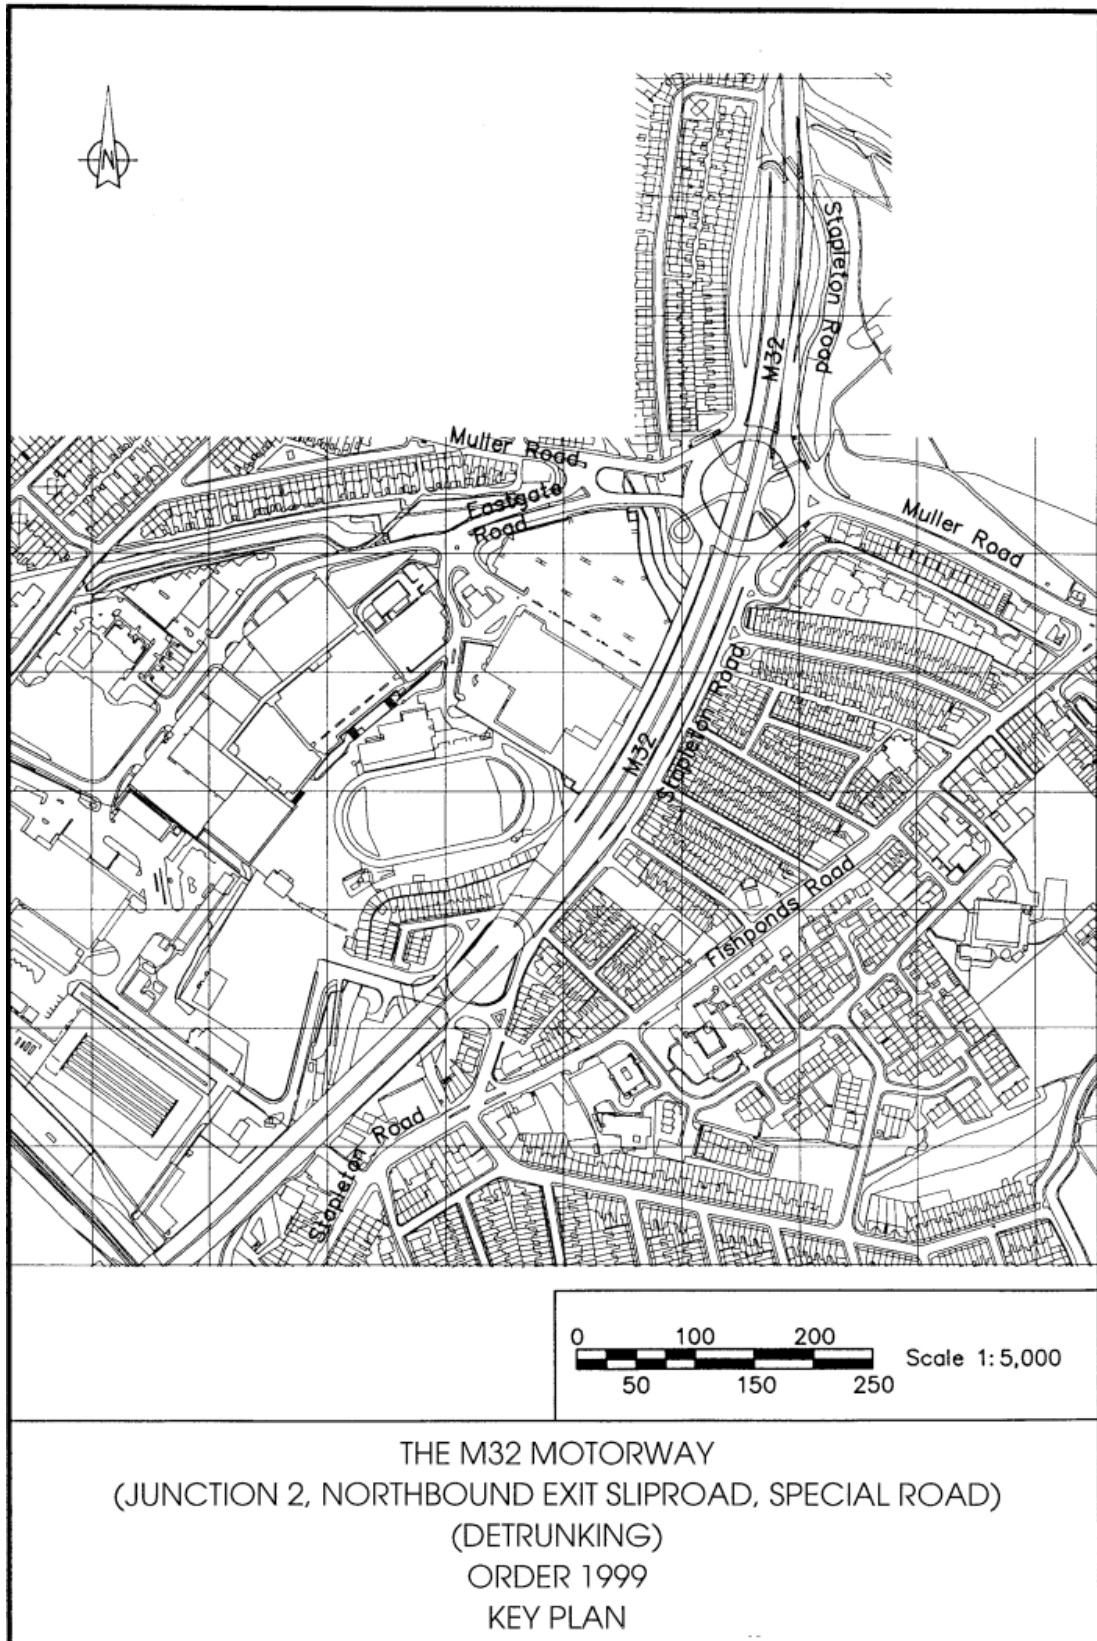 N
Stapleton Road
M32
Muller Road
Eastgate
Road
Muller Road
Stapleton Road
M32
Fishponds Road
Stapleton Road
0 100 200
Scale 1:5,000
50 150 250
THE M32 MOTORWAY
(JUNCTION 2, NORTHBOUND EXIT SLIPROAD, SPECIAL ROAD)
(DETRUNKING)
ORDER 1999
KEY PLAN